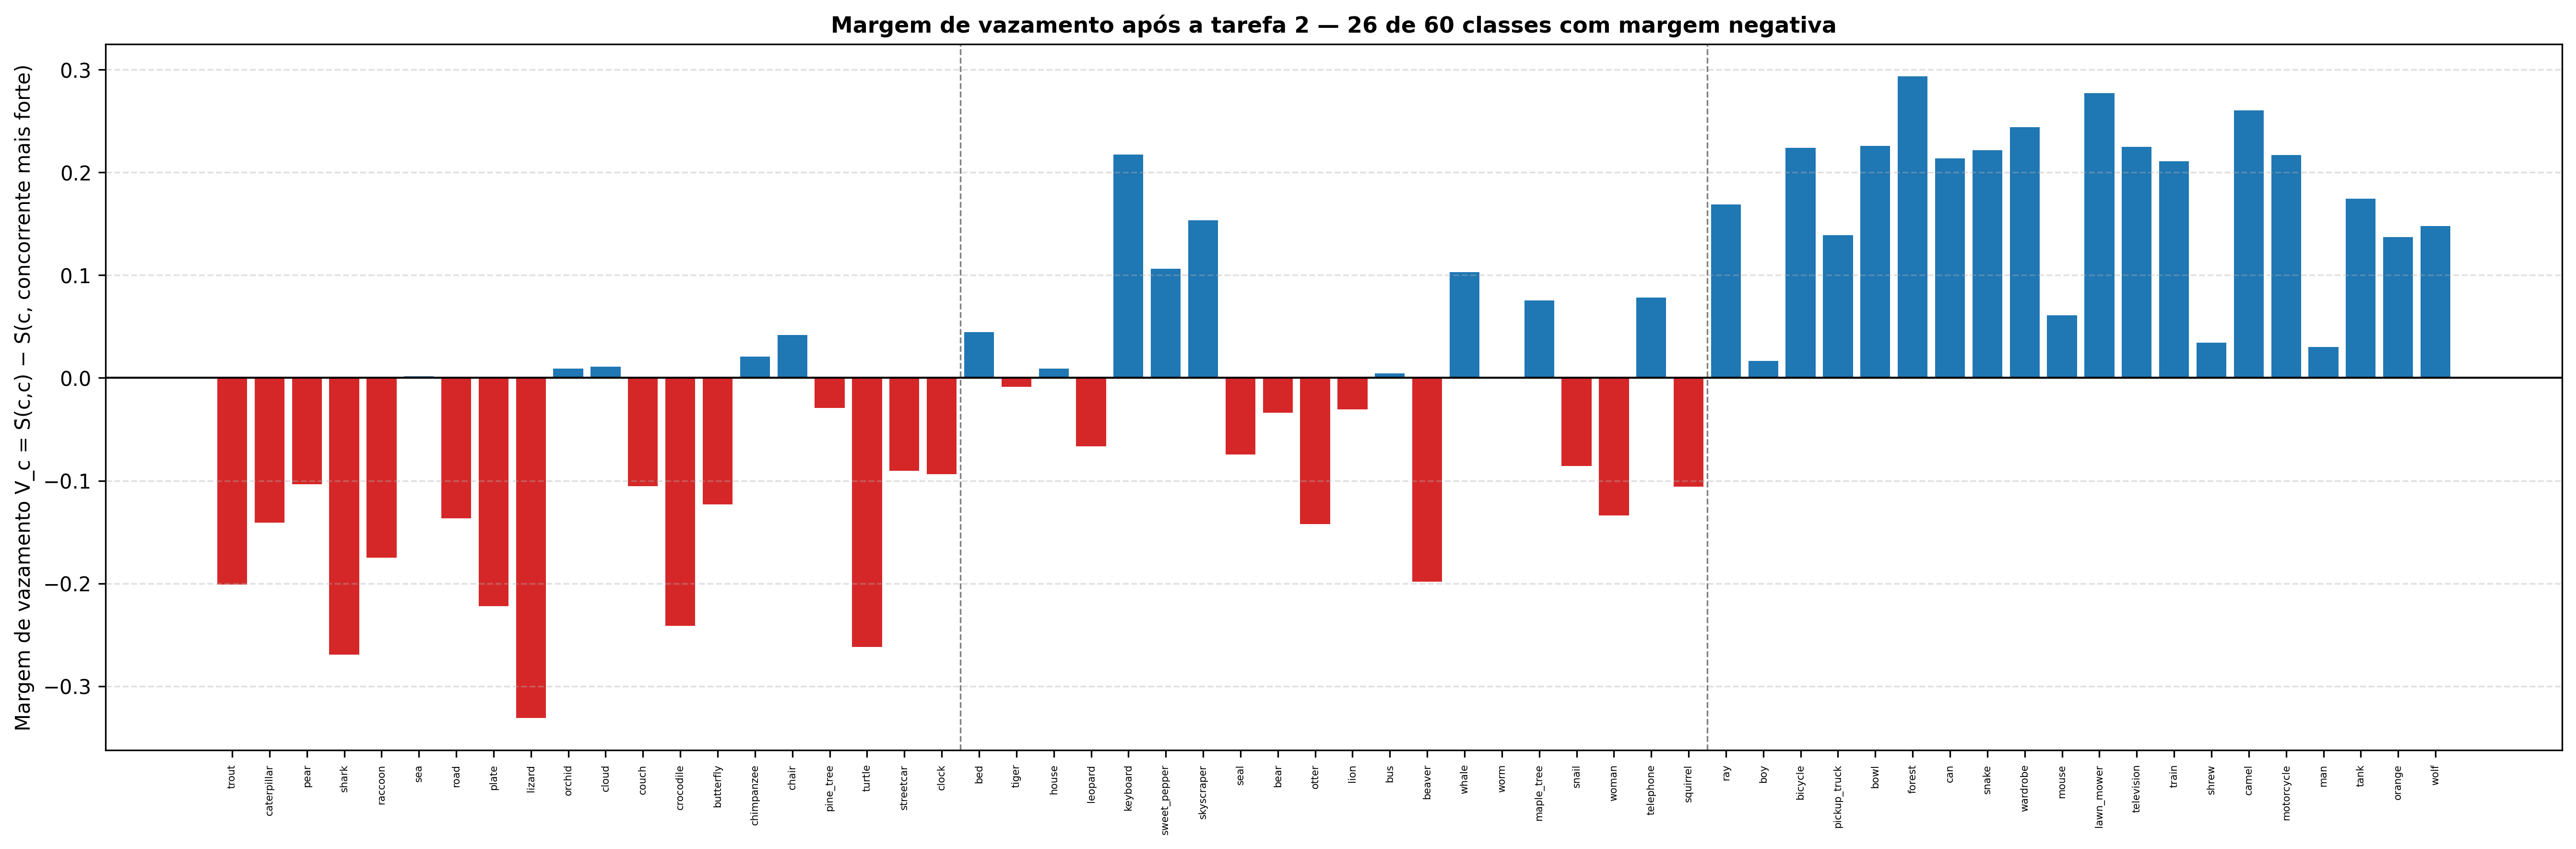 Margem de vazamento após a tarefa 2 — 26 de 60 classes com margem negativa
Margem de vazamento V_c = S(c,c) − S(c, concorrente mais forte)
0.3
0.2
0.1
0.0
−0.1
−0.2
−0.3
trout
caterpillar
pear
shark
raccoon
sea
road
plate
lizard
orchid
cloud
couch
crocodile
butterfly
chimpanzee
chair
pine_tree
turtle
streetcar
clock
bed
tiger
house
leopard
keyboard
sweet_pepper
skyscraper
seal
bear
otter
lion
bus
beaver
whale
worm
maple_tree
snail
woman
telephone
squirrel
ray
boy
bicycle
pickup_truck
bowl
forest
can
snake
wardrobe
mouse
lawn_mower
television
train
shrew
camel
motorcycle
man
tank
orange
wolf